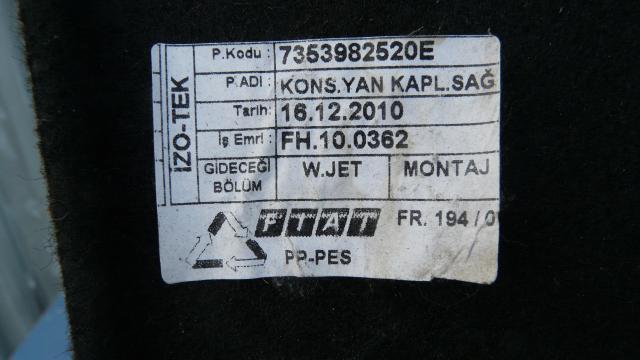 İZO-TEK
P.Kodu : 7353982520E
P.ADI : KONS.YAN KAPL.SAĞ
Tarih: 16.12.2010
İş Emri: FH.10.0362
GİDECEĞİ BÖLÜM W.JET MONTAJ
FIAT FR. 194 / 0
PP-PES